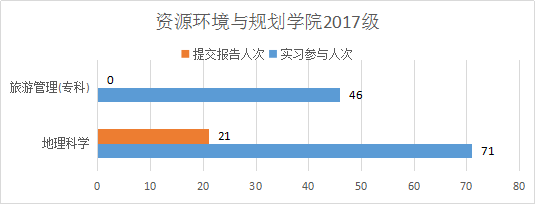 资源环境与规划学院2017级
提交报告人次 实习参与人次
旅游管理(专科) 0
46
地理科学 21
71
0 10 20 30 40 50 60 70 80